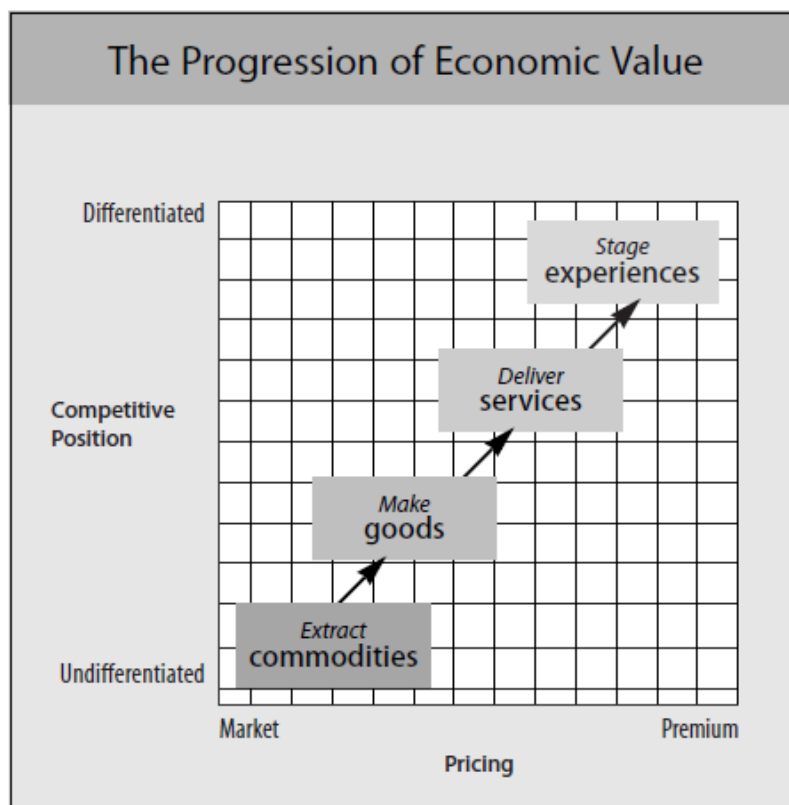 The Progression of Economic Value
Differentiated
Stage
experiences
Deliver
services
Competitive
Position
Make
goods
Extract
commodities
Undifferentiated
Market
Premium
Pricing